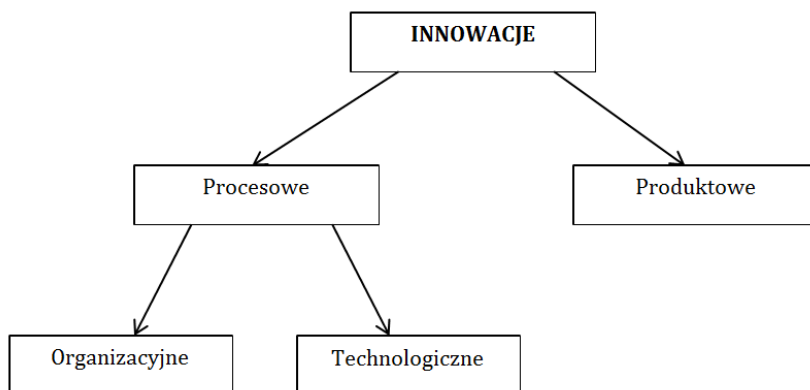 INNOWACJE
Procesowe
Produktowe
Organizacyjne
Technologiczne